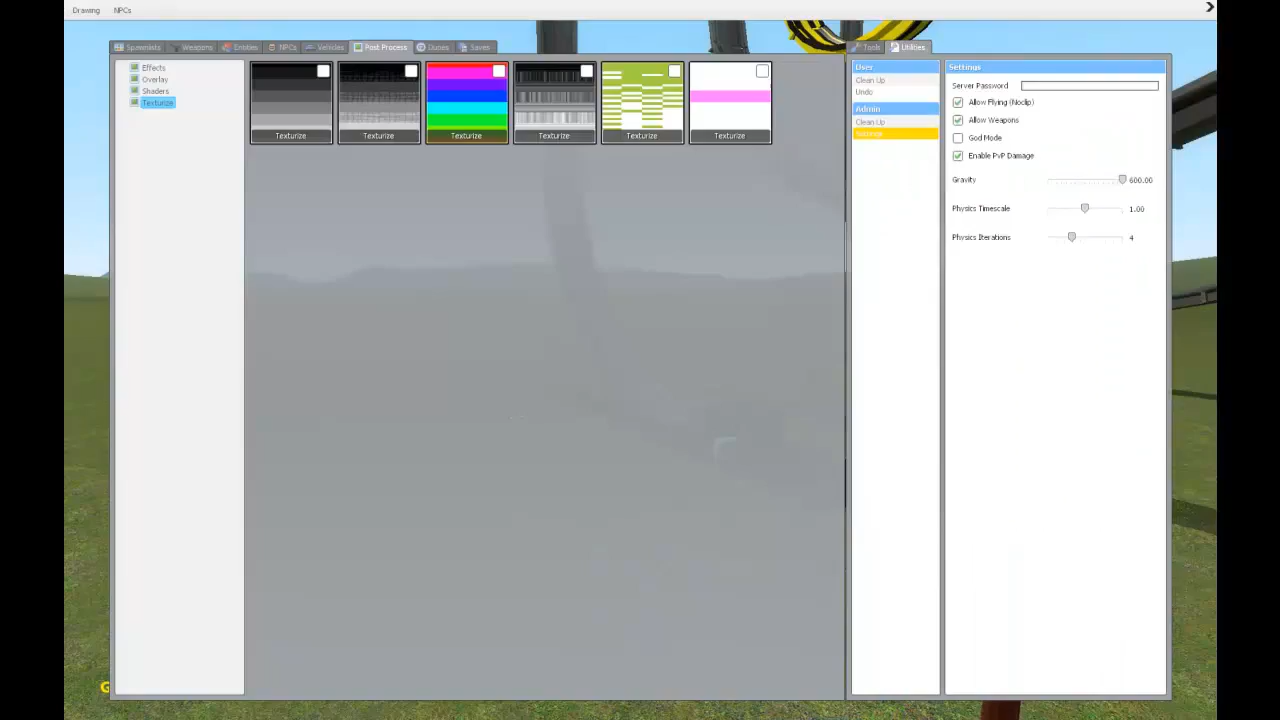 Drawing NPCs
Spawnlists Weapons Entities NPCs Vehicles Post Process Dupes Saves
Tools Utilities
Effects
Overlay
Shaders
Texturize
Texturize Texturize Texturize Texturize Texturize Texturize
User
Clean Up
Undo
Admin
Clean Up
Settings
Settings
Server Password
Allow Flying (Noclip)
Allow Weapons
God Mode
Enable PvP Damage
Gravity 600.00
Physics Timescale 1.00
Physics Iterations 4
G